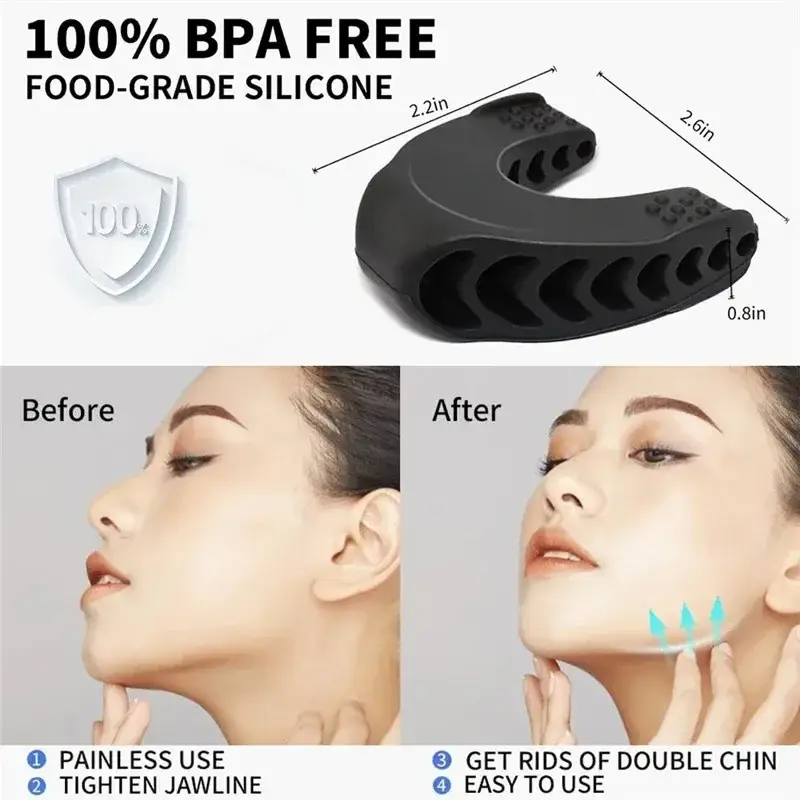 100% BPA FREE
FOOD-GRADE SILICONE
2.2in
2.6in
100%
0.8in
Before
After
1 PAINLESS USE
2 TIGHTEN JAWLINE
3 GET RIDS OF DOUBLE CHIN
4 EASY TO USE